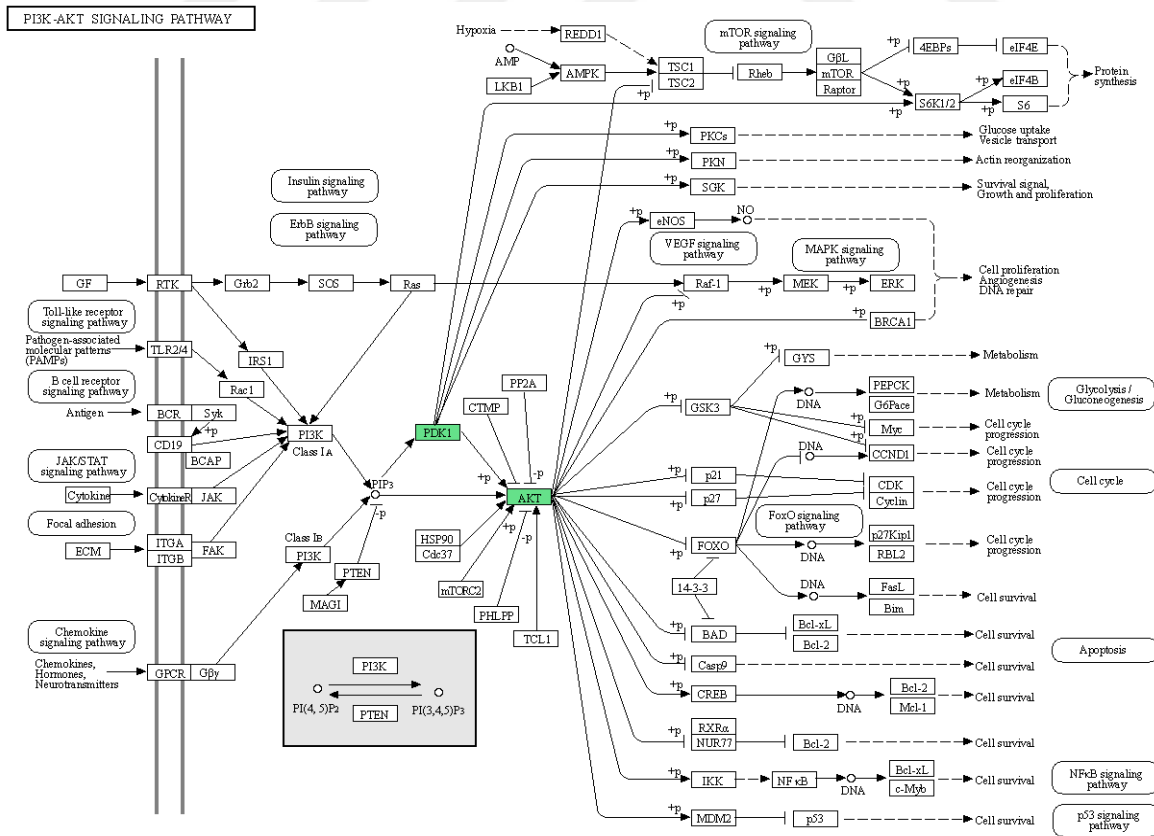 PI3K-AKT SIGNALING PATHWAY
Hypoxia
REDD1
AMP
LKB1
AMPK
TSC1
TSC2
+p
Rheb
mTOR signaling
pathway
GβL
mTOR
Raptor
+p
4EBPs
eIF4E
+p
S6K1/2
+p
eIF4B
+p
S6
Protein
synthesis
+p
PKCs
Glucose uptake
Vesicle transport
+p
PKN
Actin reorganization
+p
SGK
Survival signal,
Growth and proliferation
Insulin signaling
pathway
ErbB signaling
pathway
+p
eNOS
NO
VEGF signaling
pathway
MAPK signaling
pathway
GF
RTK
Grb2
SOS
Ras
Raf-1
+p
+p
MEK
+p
ERK
Cell proliferation
Angiogenesis
DNA repair
+p
BRCA1
Toll-like receptor
signaling pathway
Pathogen-associated
molecular patterns
(PAMPs)
TLR2/4
IRS1
Rac1
B cell receptor
signaling pathway
Antigen
BCR
Syk
+p
CD19
BCAP
PI3K
Class IA
PDK1
+p
CTMP
PP2A
-p
+p
GSK3
+p
GYS
Metabolism
DNA
PEPCK
G6Pace
Metabolism
Glycolysis /
Gluconeogenesis
+p
Myc
Cell cycle
progression
DNA
+p
CCND1
Cell cycle
progression
JAK/STAT
signaling pathway
Cytokine
CytokineR
JAK
PIP3
-p
AKT
+p
p21
+p
p27
CDK
Cyclin
Cell cycle
progression
Cell cycle
Focal adhesion
ECM
ITGA
ITGB
FAK
Class IB
PI3K
PTEN
MAGI
HSP90
Cdc37
+p
mTORC2
-p
PHLPP
TCL1
FoxO signaling
pathway
+p
FOXO
DNA
p27Kip1
RBL2
Cell cycle
progression
14-3-3
DNA
FasL
Bim
Cell survival
+p
BAD
Bcl-xL
Bcl-2
Cell survival
Apoptosis
+p
Casp9
Cell survival
+p
CREB
DNA
Bcl-2
Mcl-1
Cell survival
Chemokine
signaling pathway
Chemokines,
Hormones,
Neurotransmitters
GPCR
Gβγ
PI3K
PI(4, 5)P2
PTEN
PI(3,4,5)P3
+p
RXRα
NUR77
Bcl-2
Cell survival
+p
IKK
NFκB
DNA
Bcl-xL
c-Myb
Cell survival
NFκB signaling
pathway
+p
MDM2
p53
Cell survival
p53 signaling
pathway